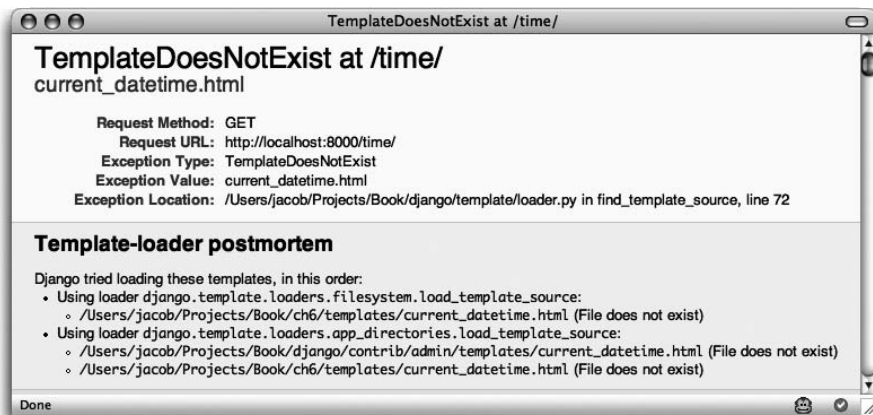 TemplateDoesNotExist at /time/
TemplateDoesNotExist at /time/
current_datetime.html
Request Method: GET
Request URL: http://localhost:8000/time/
Exception Type: TemplateDoesNotExist
Exception Value: current_datetime.html
Exception Location: /Users/jacob/Projects/Book/django/template/loader.py in find_template_source, line 72
Template-loader postmortem
Django tried loading these templates, in this order:
• Using loader django.template.loaders.filesystem.load_template_source:
◦ /Users/jacob/Projects/Book/ch6/templates/current_datetime.html (File does not exist)
• Using loader django.template.loaders.app_directories.load_template_source:
◦ /Users/jacob/Projects/Book/django/contrib/admin/templates/current_datetime.html (File does not exist)
◦ /Users/jacob/Projects/Book/ch6/templates/current_datetime.html (File does not exist)
Done